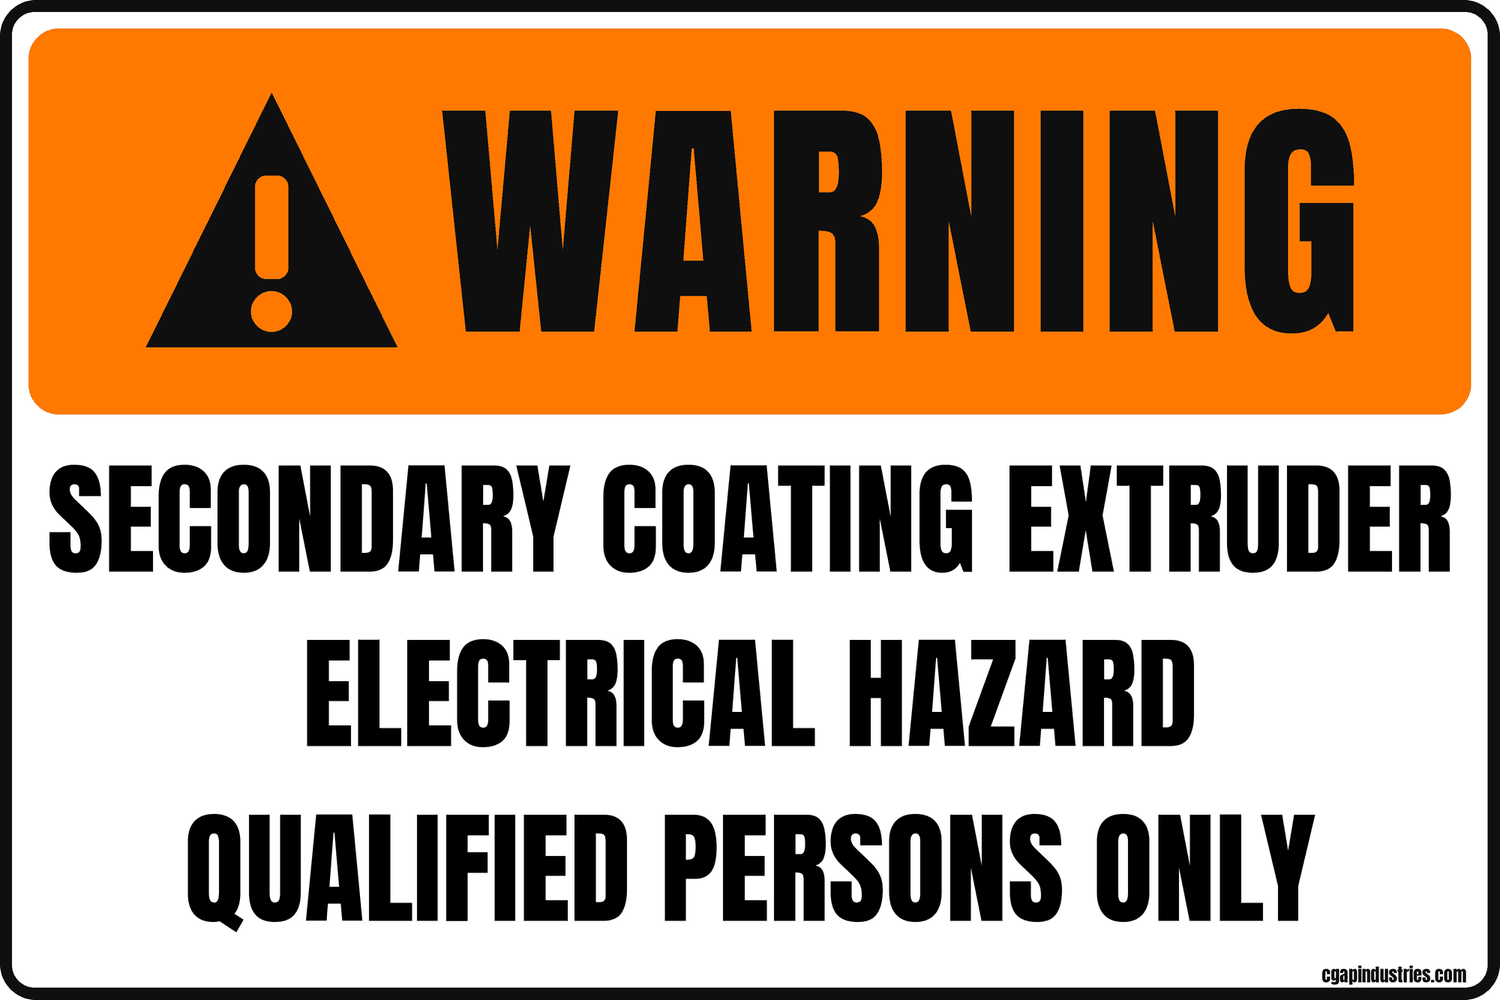 WARNING
SECONDARY COATING EXTRUDER
ELECTRICAL HAZARD
QUALIFIED PERSONS ONLY
cgapindustries.com